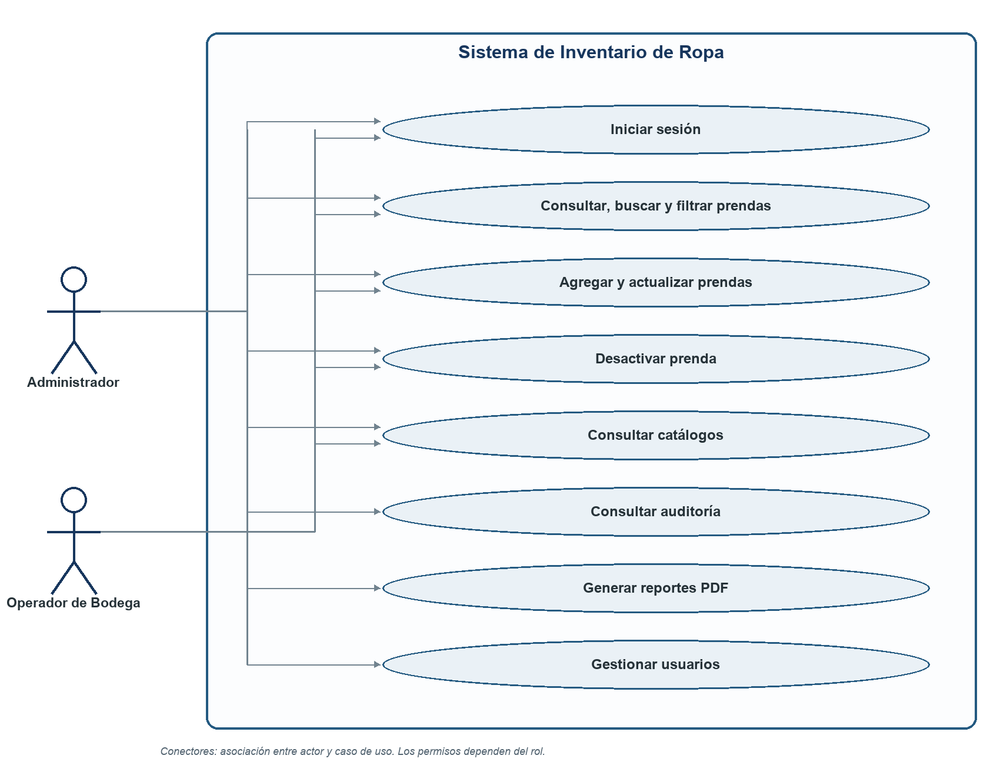 Sistema de Inventario de Ropa
Iniciar sesión
Consultar, buscar y filtrar prendas
Agregar y actualizar prendas
Desactivar prenda
Administrador
Consultar catálogos
Consultar auditoría
Generar reportes PDF
Operador de Bodega
Gestionar usuarios
Conectores: asociación entre actor y caso de uso. Los permisos dependen del rol.